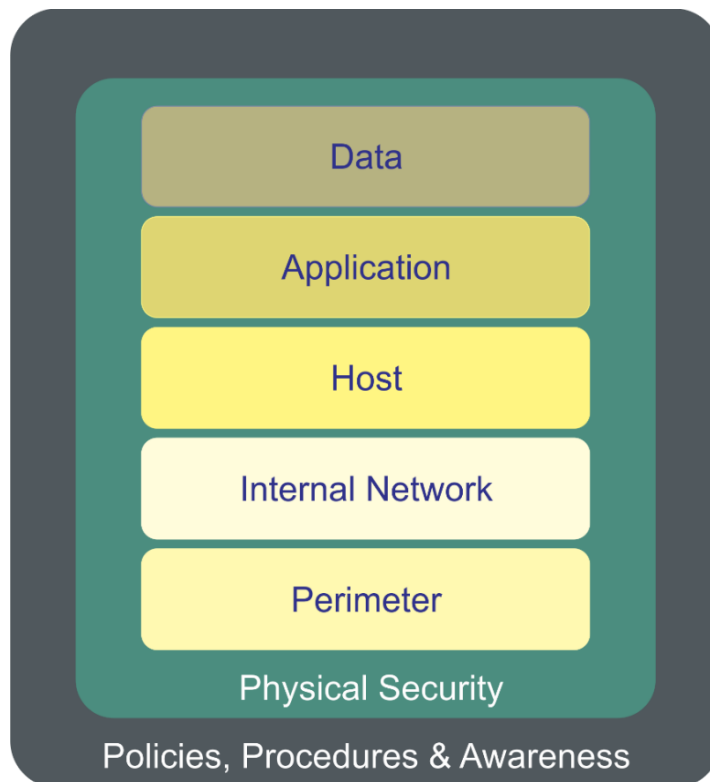 Data
Application
Host
Internal Network
Perimeter
Physical Security
Policies, Procedures & Awareness